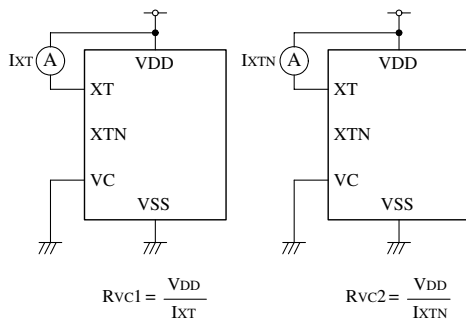 VDD
IXT
A
XT
XTN
VC
VSS
RVC1 = VDD / IXT
VDD
IXTN
A
XT
XTN
VC
VSS
RVC2 = VDD / IXTN